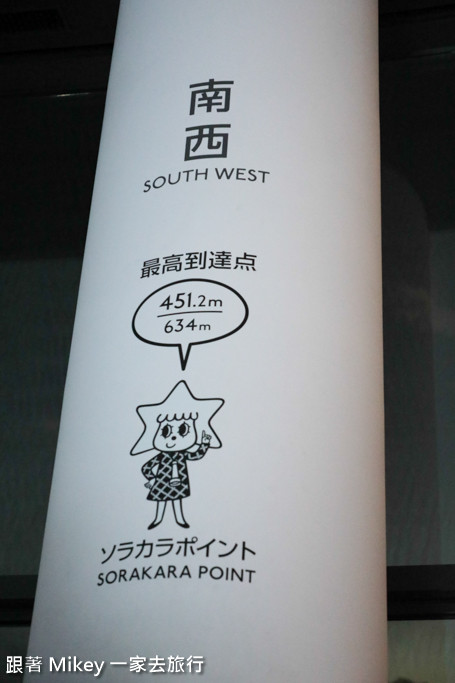 南
西
SOUTH WEST
最高到達点
451.2m
634m
ソラカラポイント
SORAKARA POINT
跟著 Mikey 一家去旅行